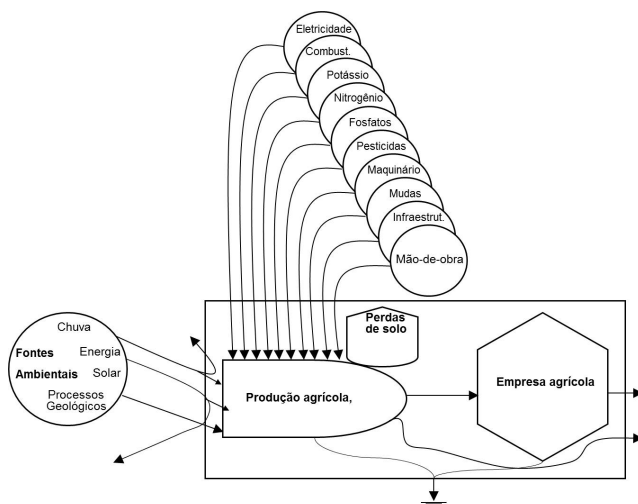 Eletricidade
Combust.
Potássio
Nitrogênio
Fosfatos
Pesticidas
Maquinário
Mudas
Infraestrut.
Mão-de-obra
Chuva
Fontes Energia
Ambientais Solar
Processos
Geológicos
Perdas
de solo
Produção agrícola,
Empresa agrícola